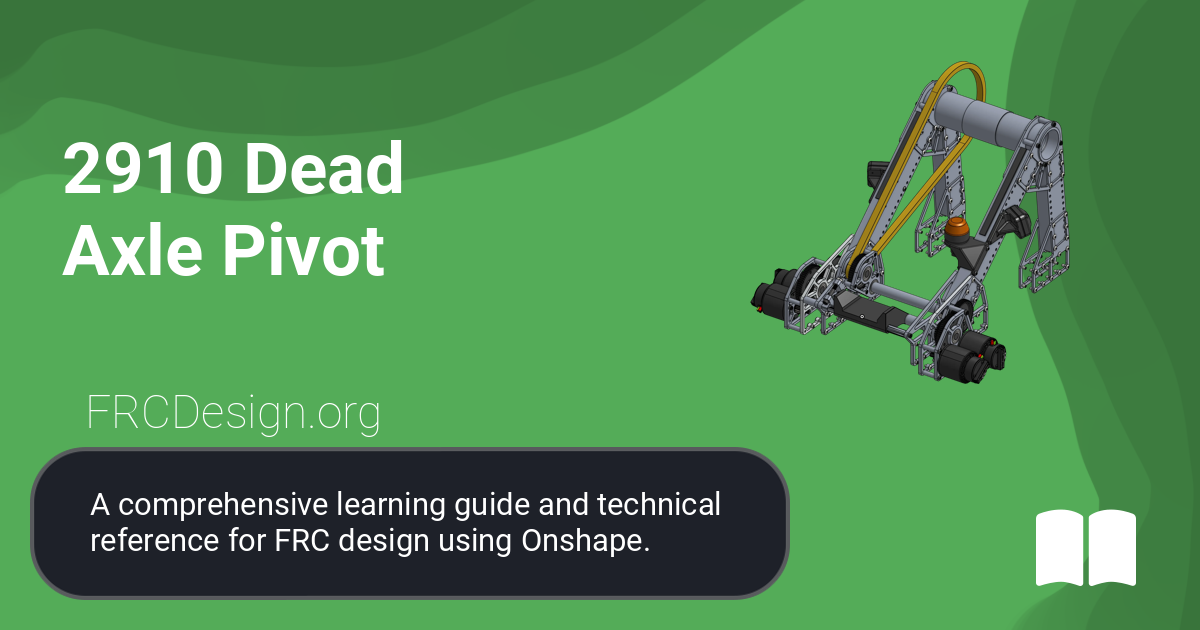 2910 Dead
Axle Pivot
FRCDesign.org
A comprehensive learning guide and technical
reference for FRC design using Onshape.